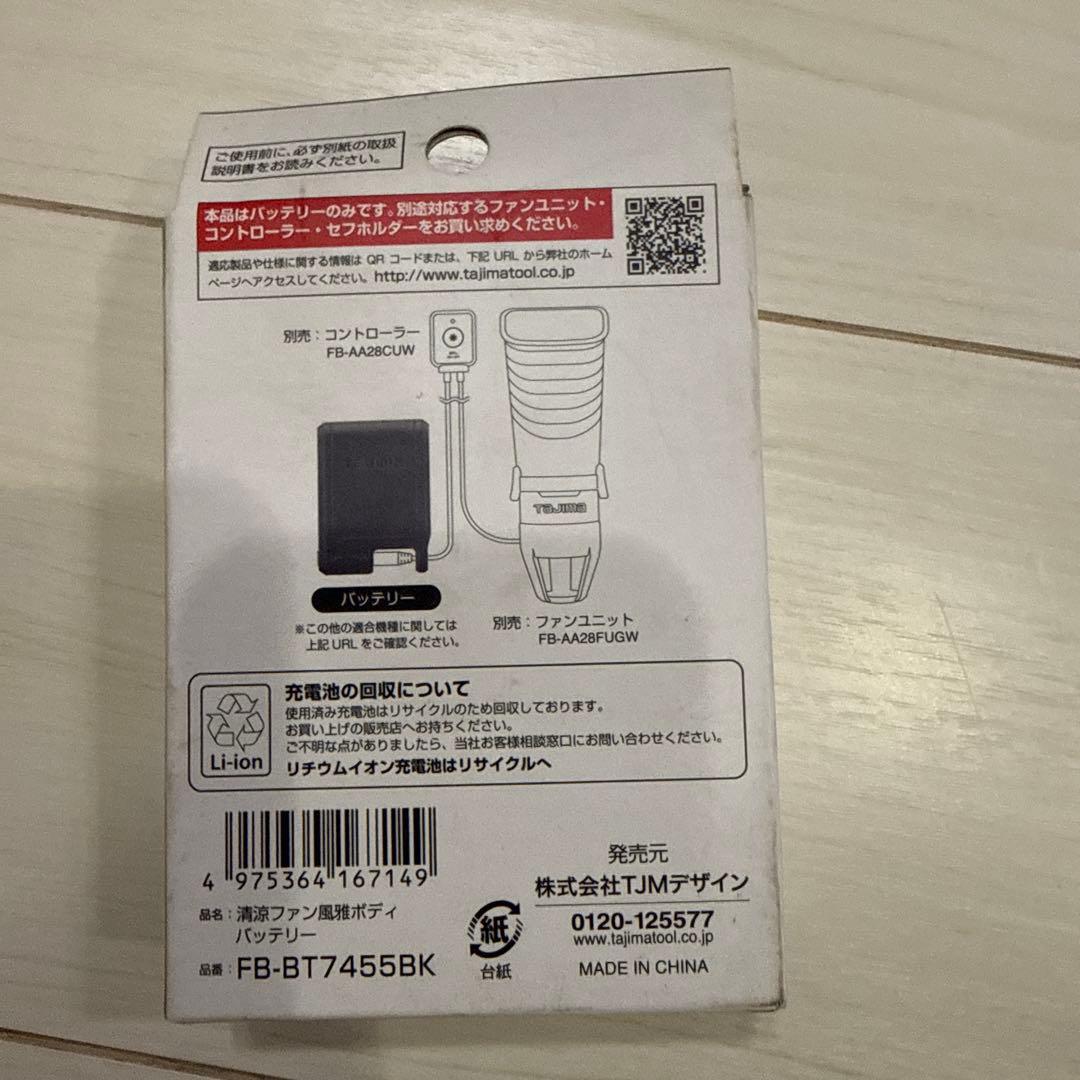 ご使用前に、必ず別紙の取扱
説明書をお読みください。
本品はバッテリーのみです。別途対応するファンユニット・
コントローラー・セフホルダーをお買い求めください。
適応製品や仕様に関する情報は QR コードまたは、下記 URL から弊社のホーム
ページへアクセスしてください。http://www.tajimatool.co.jp
別売：コントローラー
FB-AA28CUW
TAJIMA
TAJIMA
バッテリー
※この他の適合機種に関しては
上記 URL をご確認ください。
別売：ファンユニット
FB-AA28FUGW
充電池の回収について
使用済み充電池はリサイクルのため回収しております。
お買い上げの販売店へお持ちください。
ご不明な点がありましたら、当社お客様相談窓口にお問い合わせください。
リチウムイオン充電池はリサイクルへ
Li-ion
4 975364 167149
品名：清涼ファン風雅ボディ
バッテリー
品番：FB-BT7455BK
紙
台紙
発売元
株式会社TJMデザイン
0120-125577
www.tajimatool.co.jp
MADE IN CHINA